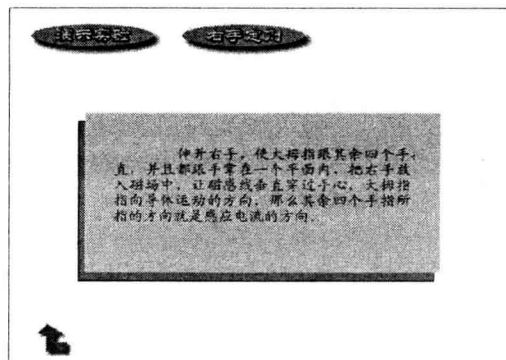 演示实验 右手定则
伸开右手，使大拇指跟其余四个手
直，并且都跟手掌在一个平面内，把右手放
入磁场中，让磁感线垂直穿过手心，大拇指
指向导体运动的方向，那么其余四个手指所
指的方向就是感应电流的方向．